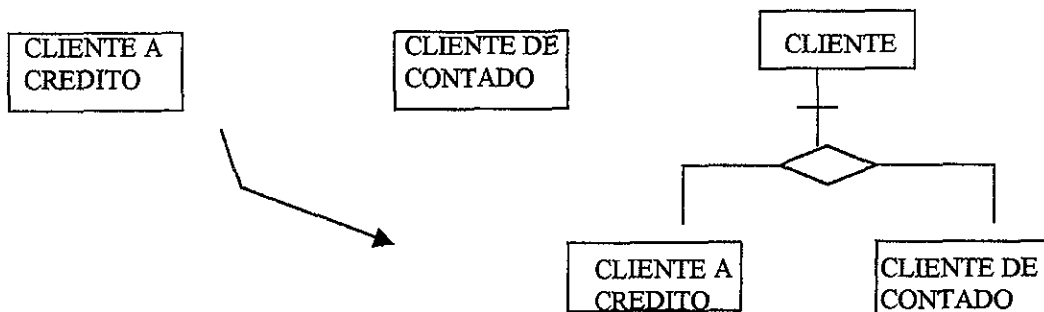 CLIENTE A
CREDITO
CLIENTE DE
CONTADO
CLIENTE
CLIENTE A
CREDITO
CLIENTE DE
CONTADO